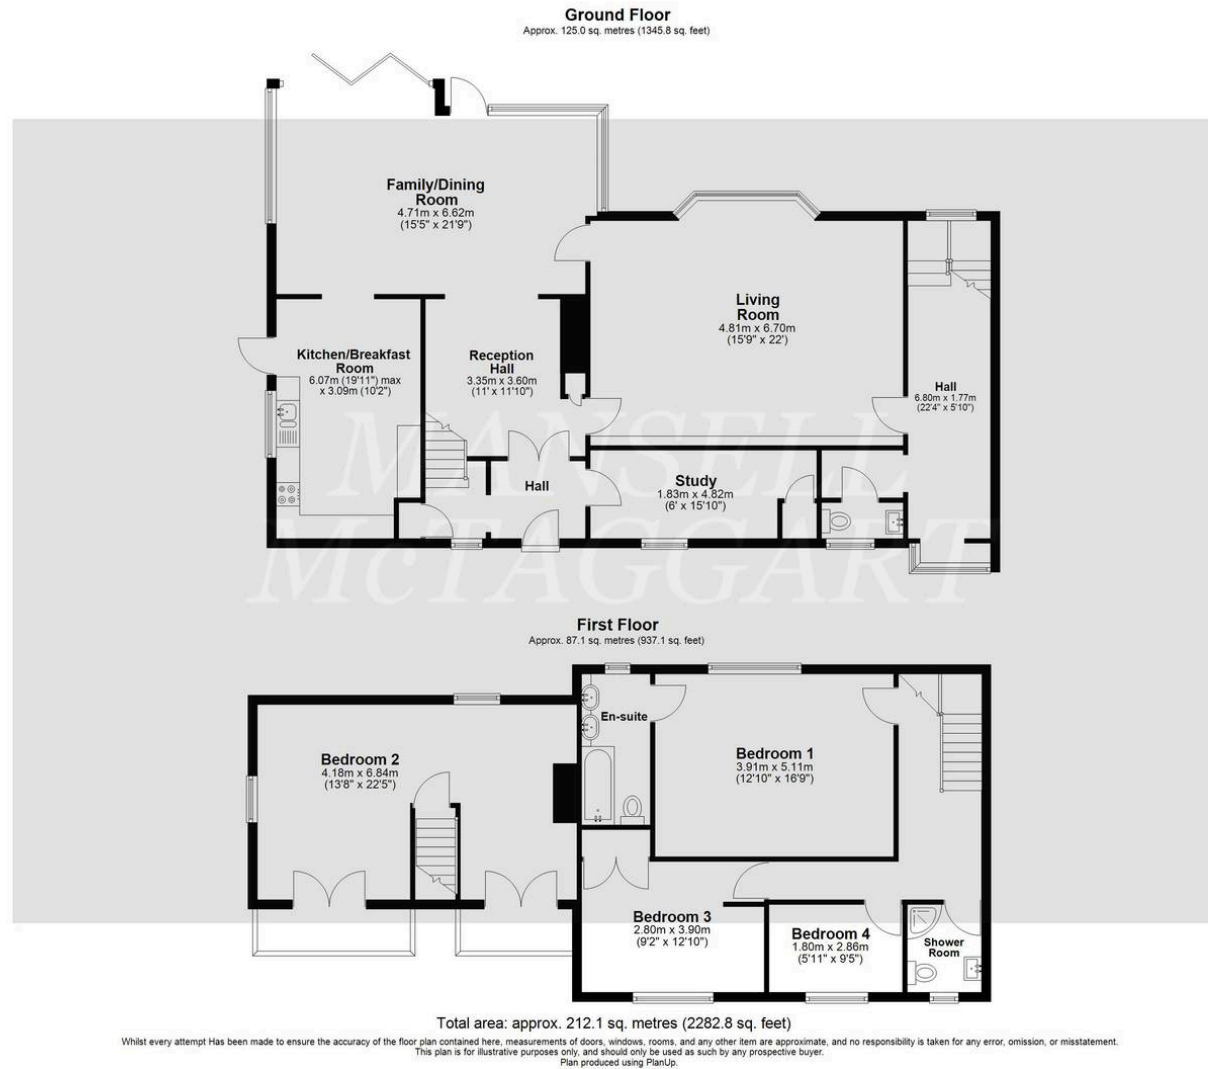 Ground Floor
Approx. 125.0 sq. metres (1345.8 sq. feet)
Family/Dining
Room
4.71m x 6.62m
(15'5" x 21'9")
Living
Room
4.81m x 6.70m
(15'9" x 22')
Kitchen/Breakfast
Room
6.07m (19'11") max
x 3.09m (10'2")
Reception
Hall
3.35m x 3.60m
(11' x 11'10")
Hall
6.80m x 1.77m
(22'4" x 5'10")
Hall
Study
1.83m x 4.82m
(6' x 15'10")
MANSELL
McTAGGART
First Floor
Approx. 87.1 sq. metres (937.1 sq. feet)
En-suite
Bedroom 2
4.18m x 6.84m
(13'8" x 22'5")
Bedroom 1
3.91m x 5.11m
(12'10" x 16'9")
Bedroom 3
2.80m x 3.90m
(9'2" x 12'10")
Bedroom 4
1.80m x 2.86m
(5'11" x 9'5")
Shower
Room
Total area: approx. 212.1 sq. metres (2282.8 sq. feet)
Whilst every attempt Has been made to ensure the accuracy of the floor plan contained here, measurements of doors, windows, rooms, and any other item are approximate, and no responsibility is taken for any error, omission, or misstatement.
This plan is for illustrative purposes only, and should only be used as such by any prospective buyer.
Plan produced using PlanUp.